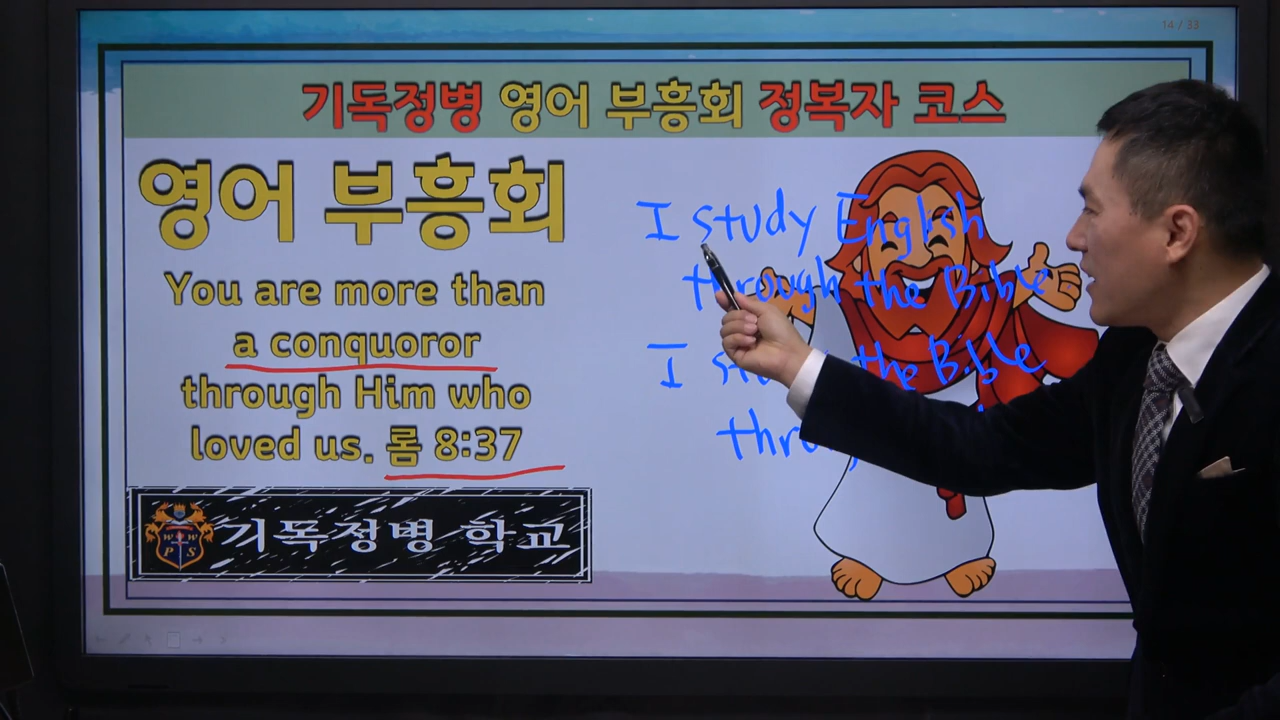 14 / 33
기독정병 영어 부흥회 정복자 코스
영어 부흥회
You are more than
a conquoror
through Him who
loved us. 롬 8:37
기독정병 학교
W W
P S
I study English
through the Bible
I the Bible